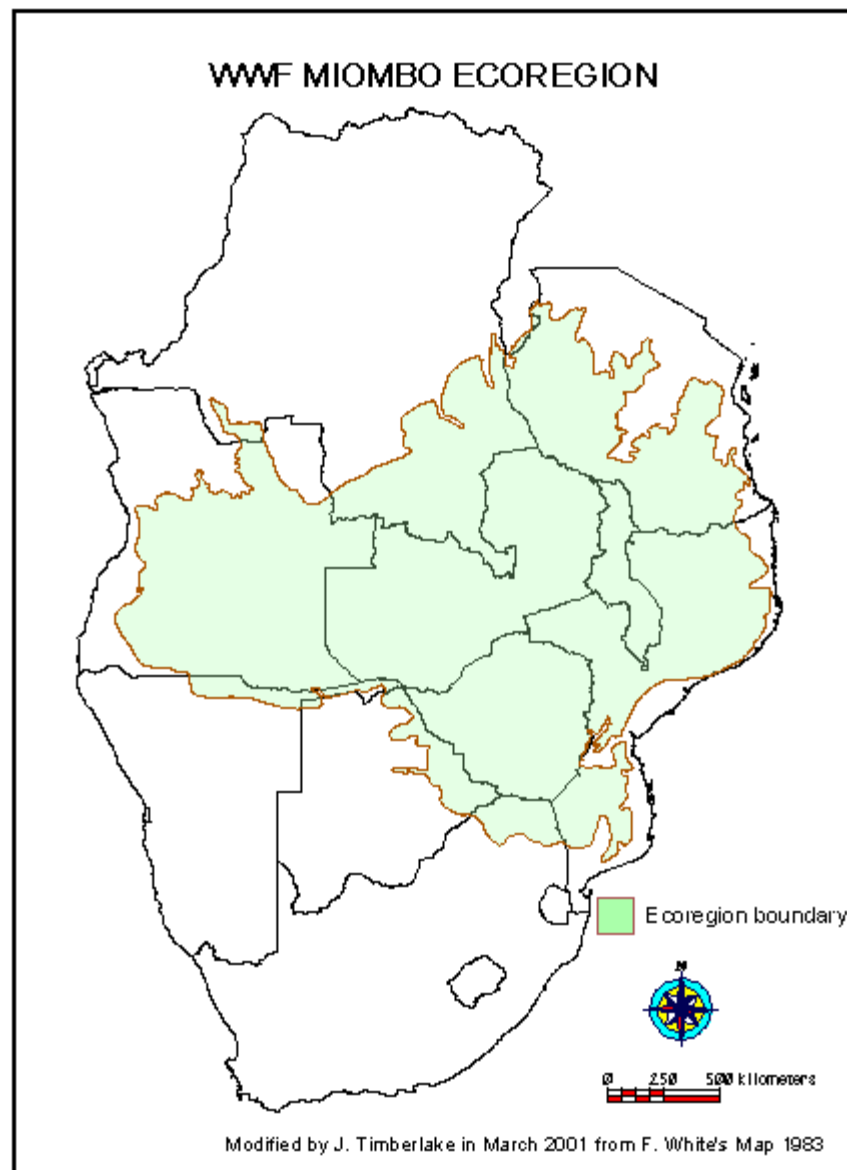 WWF MIOMBO ECOREGION
Ecoregion boundary
N
0 250 500 kilometers
Modified by J. Timberlake in March 2001 from F. White's Map 1983